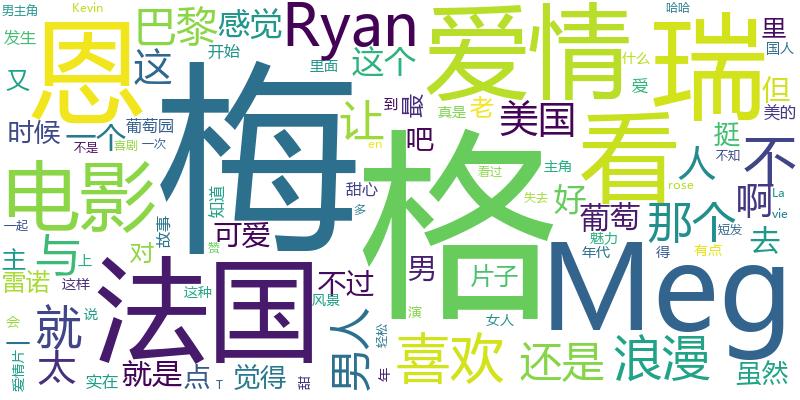 男主角 Kevin 巴黎 感觉 Ryan 爱情 哈哈
发生 恩 开始 国人 里
又 这 里面 这个 什么 瑞 但
葡萄园 让 到 最 真是 老 美国 看 爱 挺 美的
时候 一个 梅 吧 人 不
不是 喜剧 一次 en 格 看过 主角 不知
电影 知道 甜心 失去 好 rose 啊 La
一起 可爱 多 葡萄 那个 vie
主 与 对 故事 赞 魅力 短发 去
雷诺 上 这样 法国 这种 不过 男 片子 年代 得 有点
会 就 说 风景 演 女人 Meg
一 男人 轻松
爱情片 太 实在 就是 点 T 觉得 甜 年 喜欢 还是 浪漫 虽然